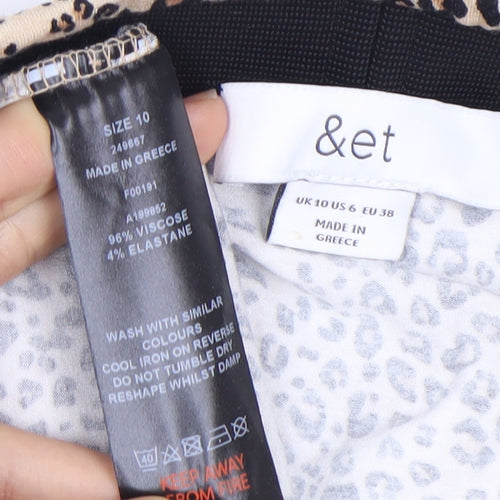 SIZE 10
249667
MADE IN GREECE
F00191
A199852
96% VISCOSE
4% ELASTANE
WASH WITH SIMILAR
COLOURS
COOL IRON ON REVERSE
DO NOT TUMBLE DRY
RESHAPE WHILST DAMP
40
KEEP AWAY
FROM FIRE
&et
UK 10 US 6 EU 38
MADE IN
GREECE